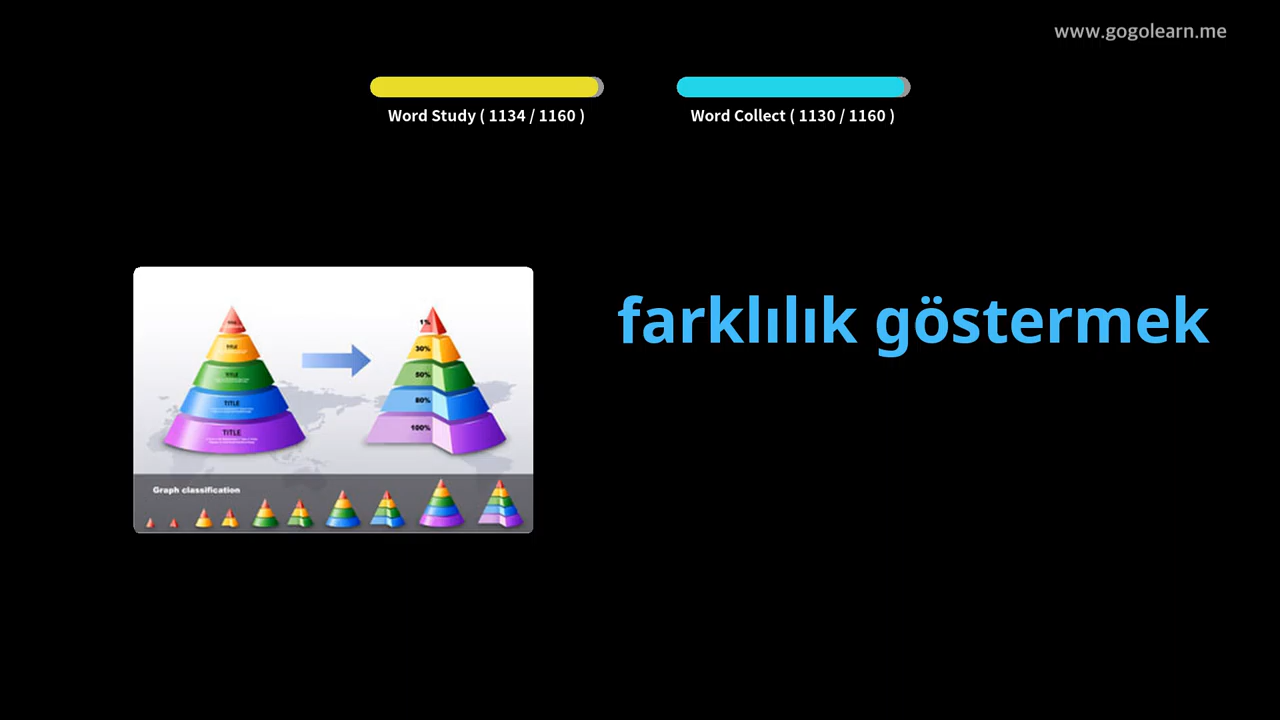 www.gogolearn.me
Word Study ( 1134 / 1160 )
Word Collect ( 1130 / 1160 )
farklılık göstermek
TITLE
TITLE
TITLE
TITLE
1%
30%
50%
80%
100%
Graph classification